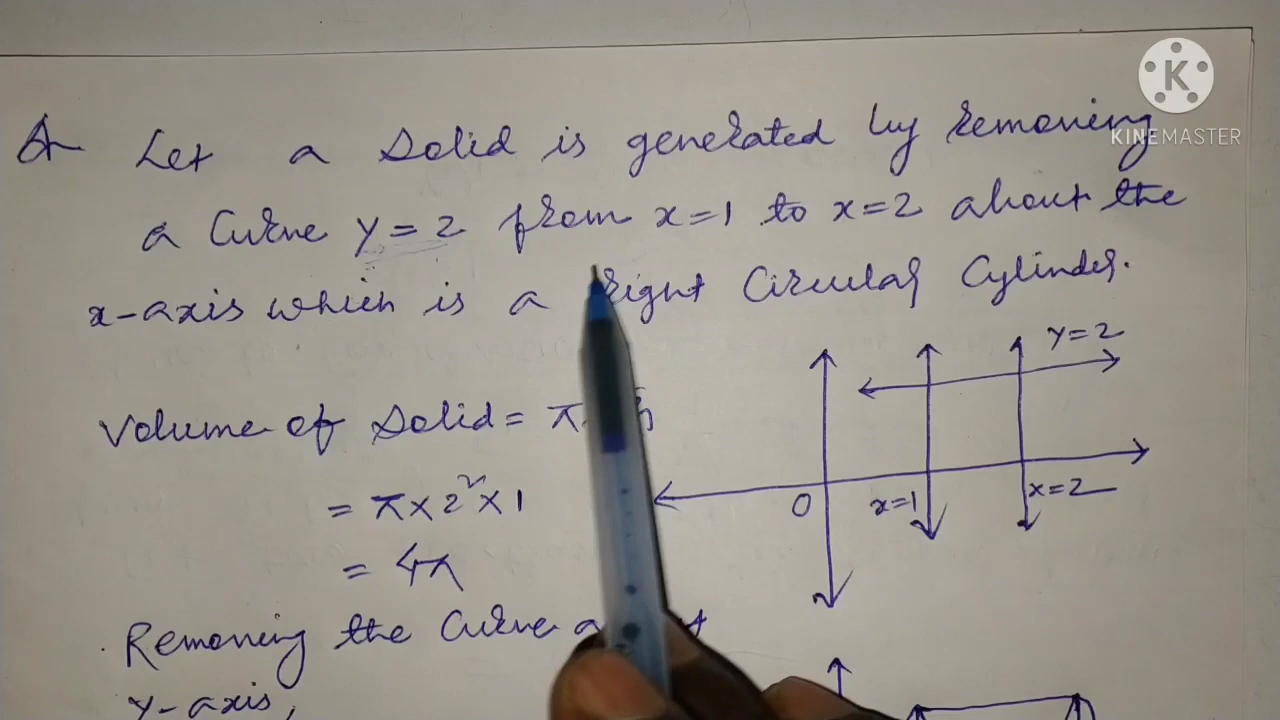 A Let a solid is generated by removing
a Curve y = 2 from x=1 to x=2 about the
x-axis which is a right Circular Cylinder.
Volume of Solid = π
= π × 2² × 1
= 4π
Removing the Curve
y-axis,
y=2
0
x=1
x=2
K
KINEMASTER